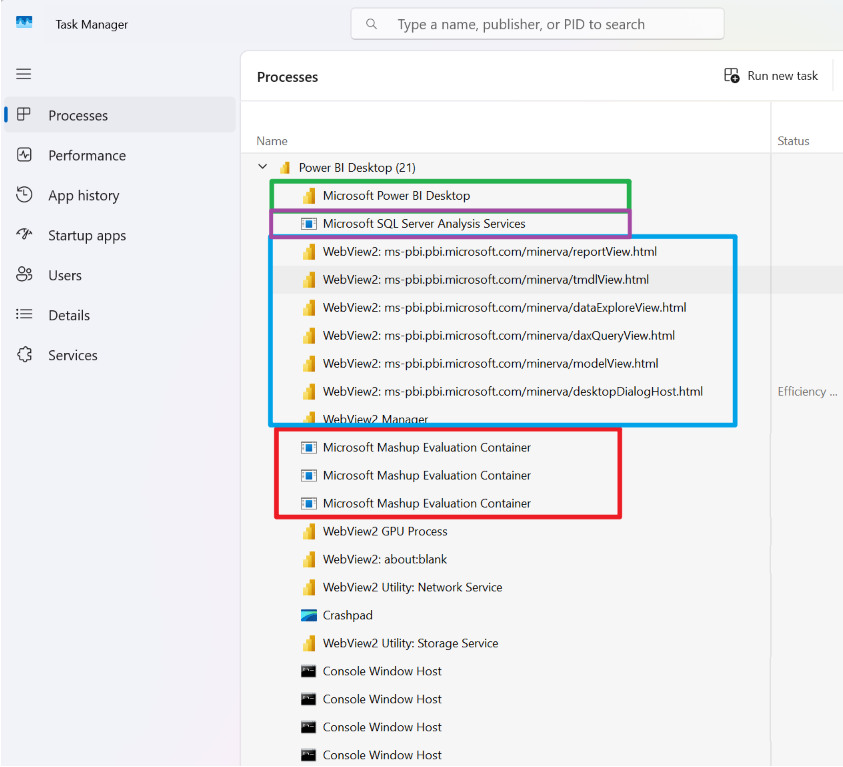 Task Manager
Type a name, publisher, or PID to search
Processes
Performance
App history
Startup apps
Users
Details
Services
Processes
Run new task
Name
Status
Power BI Desktop (21)
Microsoft Power BI Desktop
Microsoft SQL Server Analysis Services
WebView2: ms-pbi.pbi.microsoft.com/minerva/reportView.html
WebView2: ms-pbi.pbi.microsoft.com/minerva/tmdlView.html
WebView2: ms-pbi.pbi.microsoft.com/minerva/dataExploreView.html
WebView2: ms-pbi.pbi.microsoft.com/minerva/daxQueryView.html
WebView2: ms-pbi.pbi.microsoft.com/minerva/modelView.html
WebView2: ms-pbi.pbi.microsoft.com/minerva/desktopDialogHost.html
Efficiency ...
WebView2 Manager
Microsoft Mashup Evaluation Container
Microsoft Mashup Evaluation Container
Microsoft Mashup Evaluation Container
WebView2 GPU Process
WebView2: about:blank
WebView2 Utility: Network Service
Crashpad
WebView2 Utility: Storage Service
Console Window Host
Console Window Host
Console Window Host
Console Window Host